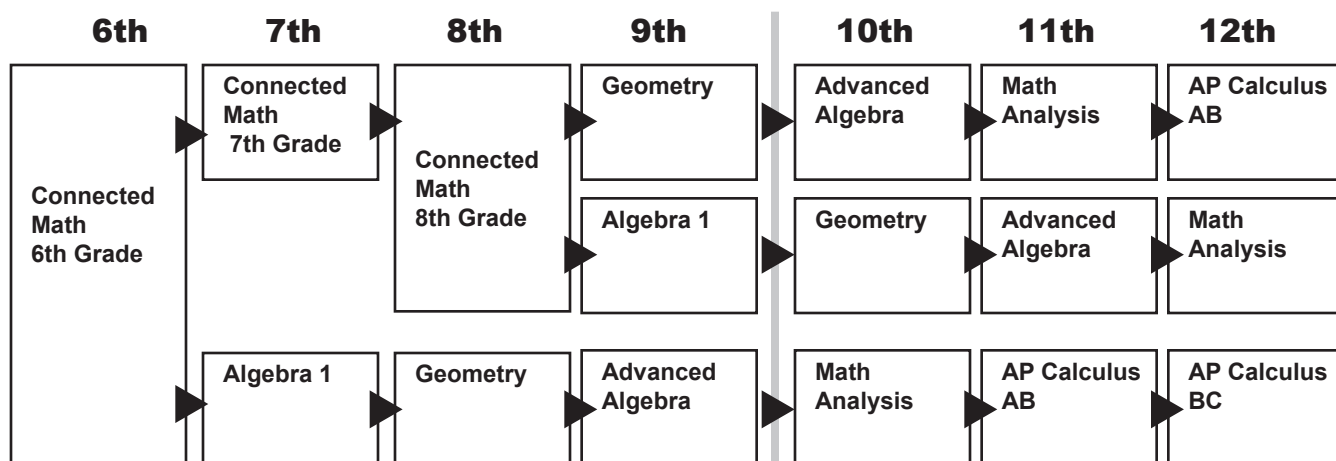 6th 7th 8th 9th 10th 11th 12th
Connected
Math
6th Grade
Connected
Math
7th Grade
Connected
Math
8th Grade
Geometry
Advanced
Algebra
Math
Analysis
AP Calculus
AB
Algebra 1
Geometry
Advanced
Algebra
Math
Analysis
Algebra 1
Geometry
Advanced
Algebra
Math
Analysis
AP Calculus
AB
AP Calculus
BC